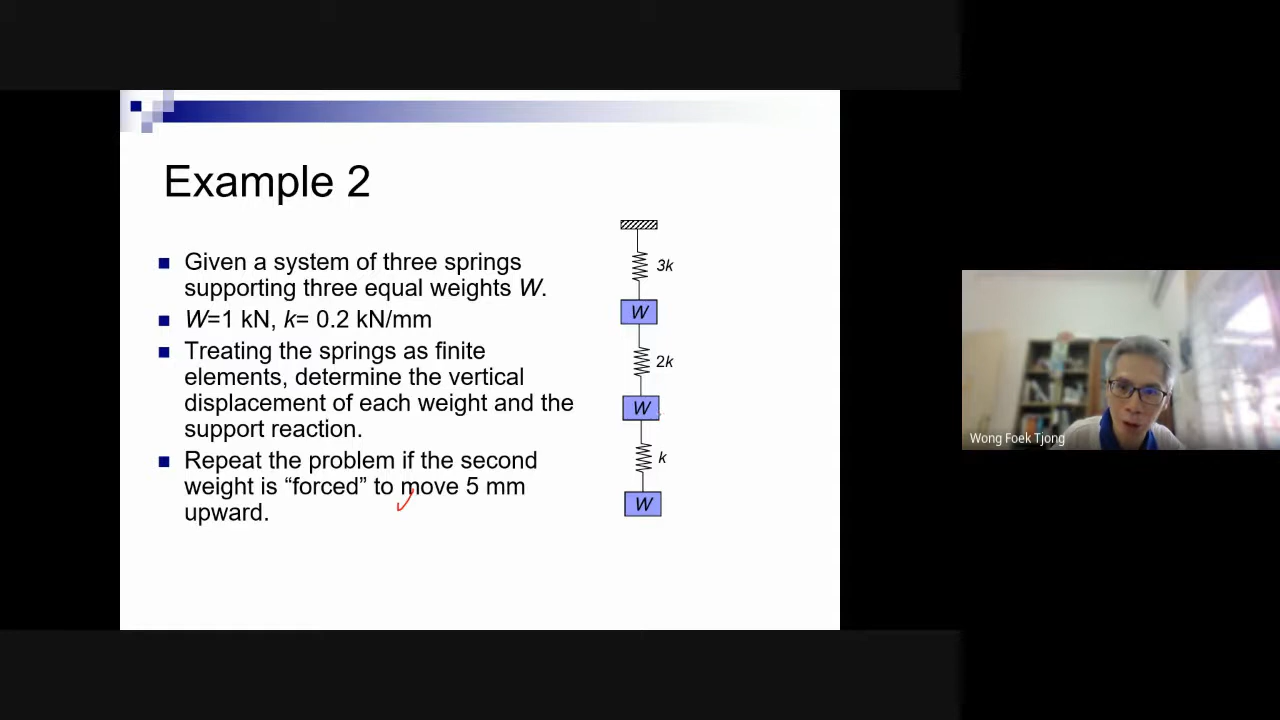 Example 2
Given a system of three springs
supporting three equal weights W.
W=1 kN, k= 0.2 kN/mm
Treating the springs as finite
elements, determine the vertical
displacement of each weight and the
support reaction.
Repeat the problem if the second
weight is “forced” to move 5 mm
upward.
3k
W
2k
W
k
W
Wong Foek Tjong